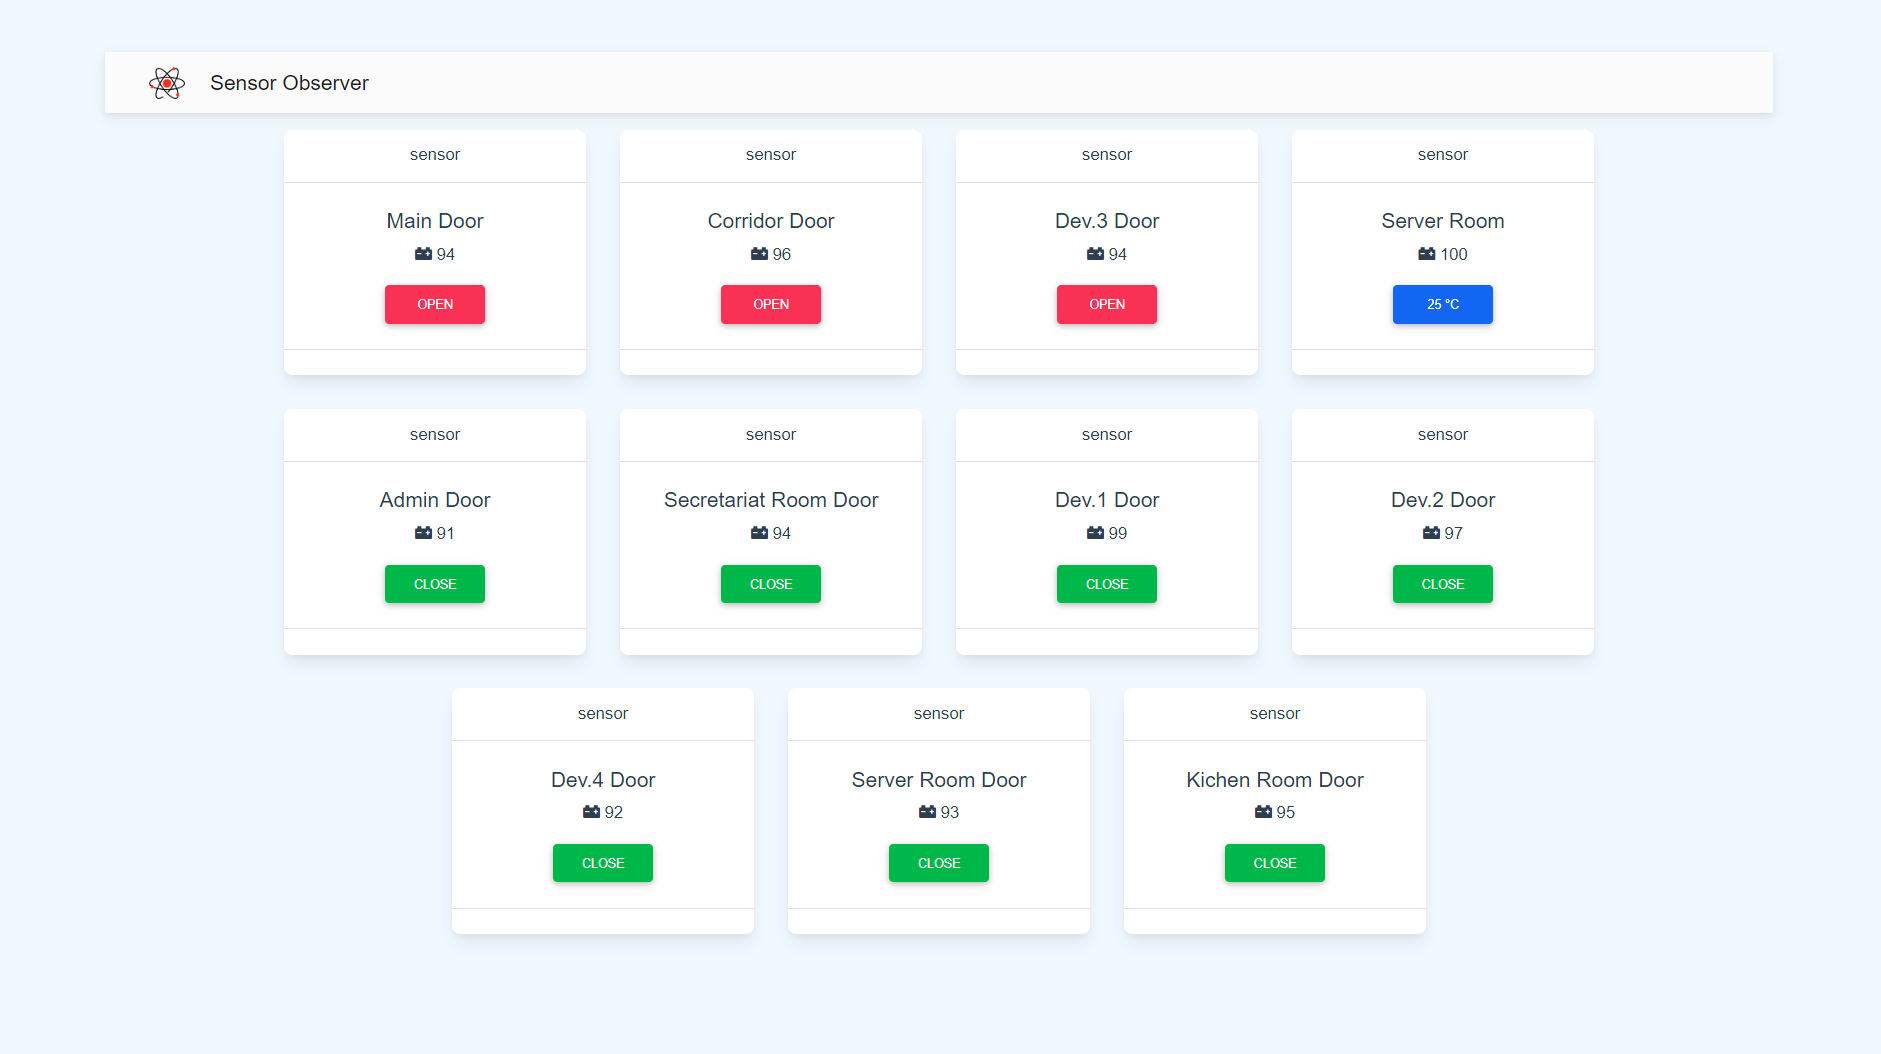 Sensor Observer
sensor
Main Door
94
OPEN
sensor
Corridor Door
96
OPEN
sensor
Dev.3 Door
94
OPEN
sensor
Server Room
100
25 °C
sensor
Admin Door
91
CLOSE
sensor
Secretariat Room Door
94
CLOSE
sensor
Dev.1 Door
99
CLOSE
sensor
Dev.2 Door
97
CLOSE
sensor
Dev.4 Door
92
CLOSE
sensor
Server Room Door
93
CLOSE
sensor
Kichen Room Door
95
CLOSE